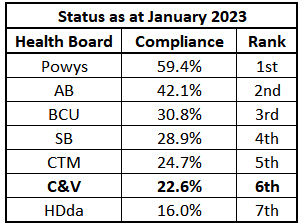 Status as at January 2023
Health Board Compliance Rank
Powys 59.4% 1st
AB 42.1% 2nd
BCU 30.8% 3rd
SB 28.9% 4th
CTM 24.7% 5th
C&V 22.6% 6th
HDda 16.0% 7th